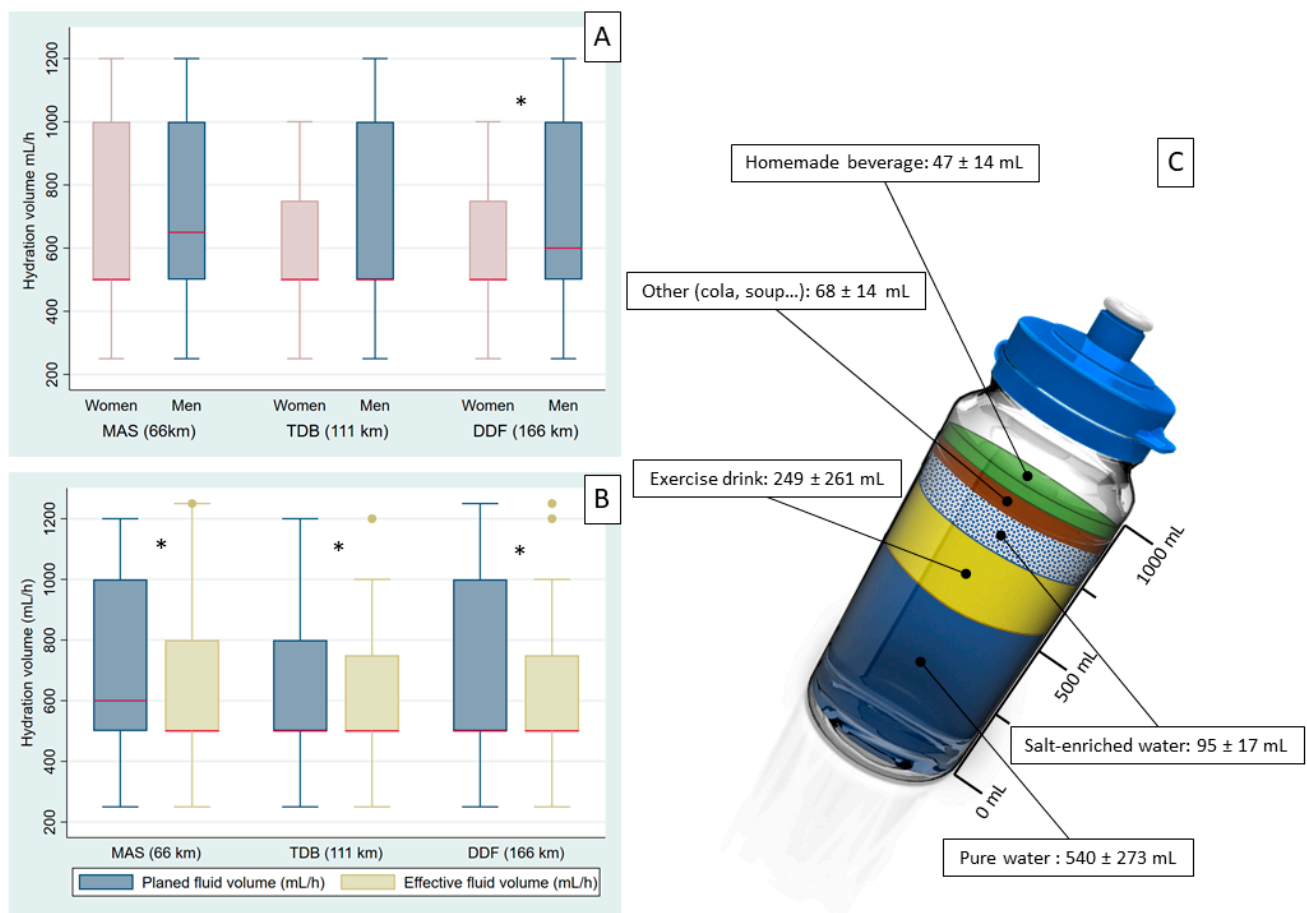 A
Hydration volume mL/h
1200
1000
800
600
400
200
*
Women Men Women Men Women Men
MAS (66km) TDB (111 km) DDF (166 km)
B
Hydration volume (mL/h)
1200
1000
800
600
400
200
* * *
MAS (66 km) TDB (111 km) DDF (166 km)
Planed fluid volume (mL/h) Effective fluid volume (mL/h)
C
Homemade beverage: 47 ± 14 mL
Other (cola, soup...): 68 ± 14 mL
Exercise drink: 249 ± 261 mL
1000 mL
500 mL
0 mL
Salt-enriched water: 95 ± 17 mL
Pure water : 540 ± 273 mL